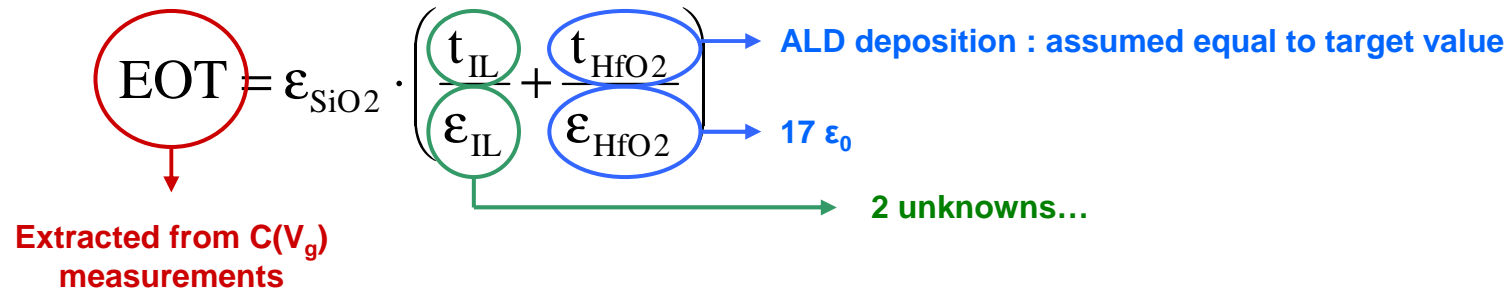 EOT = ε_SiO2 · (t_IL / ε_IL + t_HfO2 / ε_HfO2)
ALD deposition : assumed equal to target value
17 ε₀
2 unknowns…
Extracted from C(V_g)
measurements